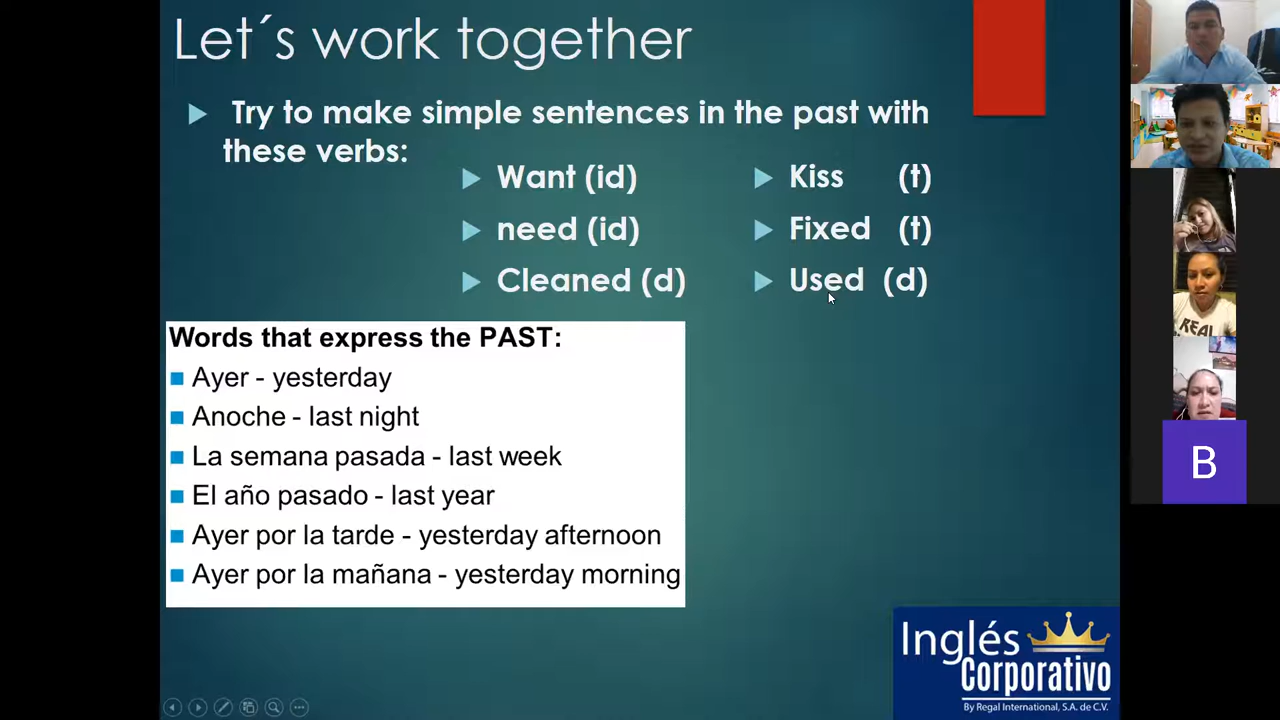 Let´s work together
Try to make simple sentences in the past with
these verbs:
Want (id)
need (id)
Cleaned (d)
Kiss (t)
Fixed (t)
Used (d)
Words that express the PAST:
Ayer - yesterday
Anoche - last night
La semana pasada - last week
El año pasado - last year
Ayer por la tarde - yesterday afternoon
Ayer por la mañana - yesterday morning
REAL
B
Inglés
Corporativo
By Regal International, S.A. de C.V.